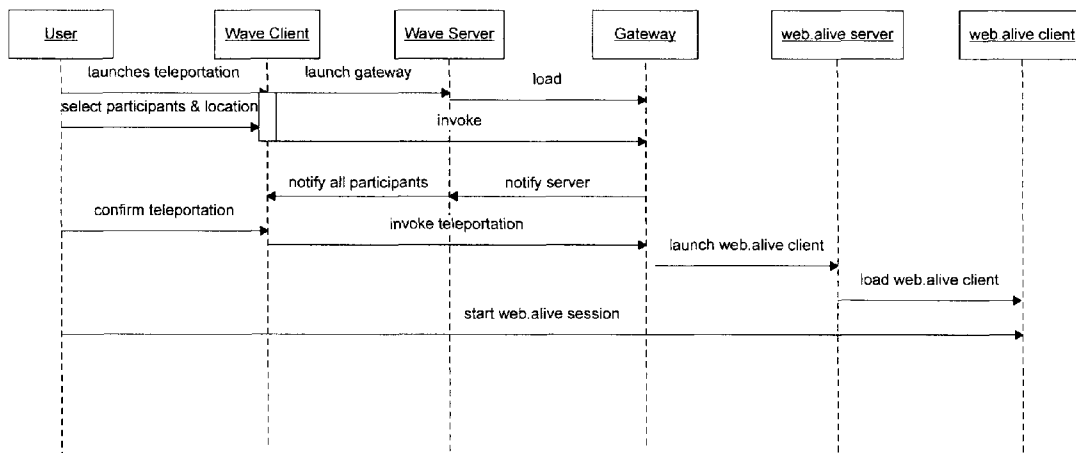 User
Wave Client
Wave Server
Gateway
web.alive server
web.alive client
launches teleportation
launch gateway
load
select participants & location
invoke
notify all participants
notify server
confirm teleportation
invoke teleportation
launch web.alive client
load web.alive client
start web.alive session